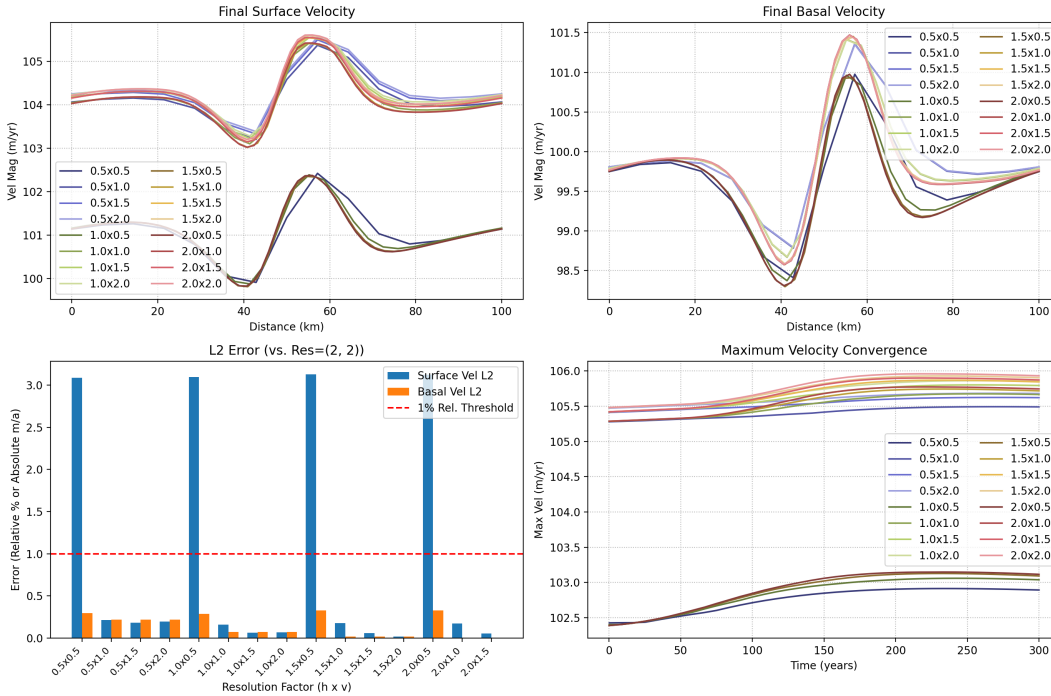 Final Surface Velocity
Vel Mag (m/yr)
105
104
103
102
101
100
0.5x0.5 1.5x0.5
0.5x1.0 1.5x1.0
0.5x1.5 1.5x1.5
0.5x2.0 1.5x2.0
1.0x0.5 2.0x0.5
1.0x1.0 2.0x1.0
1.0x1.5 2.0x1.5
1.0x2.0 2.0x2.0
0 20 40 60 80 100
Distance (km)
Final Basal Velocity
Vel Mag (m/yr)
101.5
101.0
100.5
100.0
99.5
99.0
98.5
0.5x0.5 1.5x0.5
0.5x1.0 1.5x1.0
0.5x1.5 1.5x1.5
0.5x2.0 1.5x2.0
1.0x0.5 2.0x0.5
1.0x1.0 2.0x1.0
1.0x1.5 2.0x1.5
1.0x2.0 2.0x2.0
0 20 40 60 80 100
Distance (km)
L2 Error (vs. Res=(2, 2))
Error (Relative % or Absolute m/a)
3.0
2.5
2.0
1.5
1.0
0.5
0.0
Surface Vel L2
Basal Vel L2
1% Rel. Threshold
0.5x0.5 0.5x1.0 0.5x1.5 0.5x2.0 1.0x0.5 1.0x1.0 1.0x1.5 1.0x2.0 1.5x0.5 1.5x1.0 1.5x1.5 1.5x2.0 2.0x0.5 2.0x1.0 2.0x1.5
Resolution Factor (h x v)
Maximum Velocity Convergence
Max Vel (m/yr)
106.0
105.5
105.0
104.5
104.0
103.5
103.0
102.5
0.5x0.5 1.5x0.5
0.5x1.0 1.5x1.0
0.5x1.5 1.5x1.5
0.5x2.0 1.5x2.0
1.0x0.5 2.0x0.5
1.0x1.0 2.0x1.0
1.0x1.5 2.0x1.5
1.0x2.0 2.0x2.0
0 50 100 150 200 250 300
Time (years)